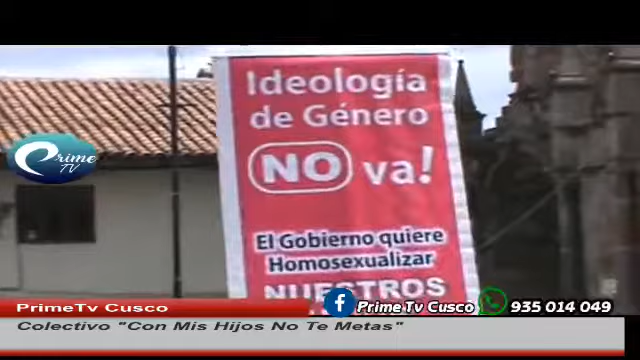 Ideología
de Género
NO va!
El Gobierno quiere
Homosexualizar
NUESTROS
Prime
TV
PrimeTv Cusco
Prime Tv Cusco 935 014 049
Colectivo "Con Mis Hijos No Te Metas"